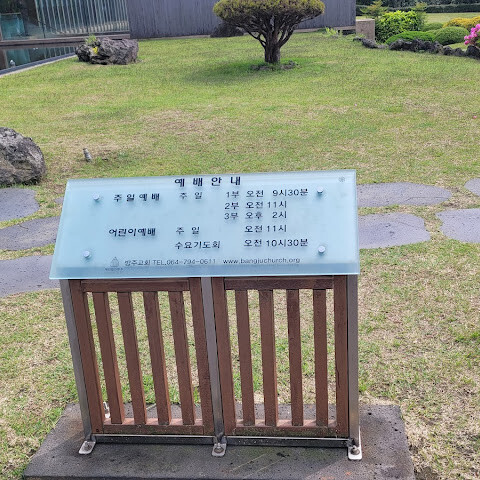 예배안내
주일예배 주일 1부 오전 9시30분
2부 오전 11시
3부 오후 2시
어린이예배 주일 오전 11시
수요기도회 오전 10시30분
방주교회 TEL.064-794-0611 www.bangjuchurch.org